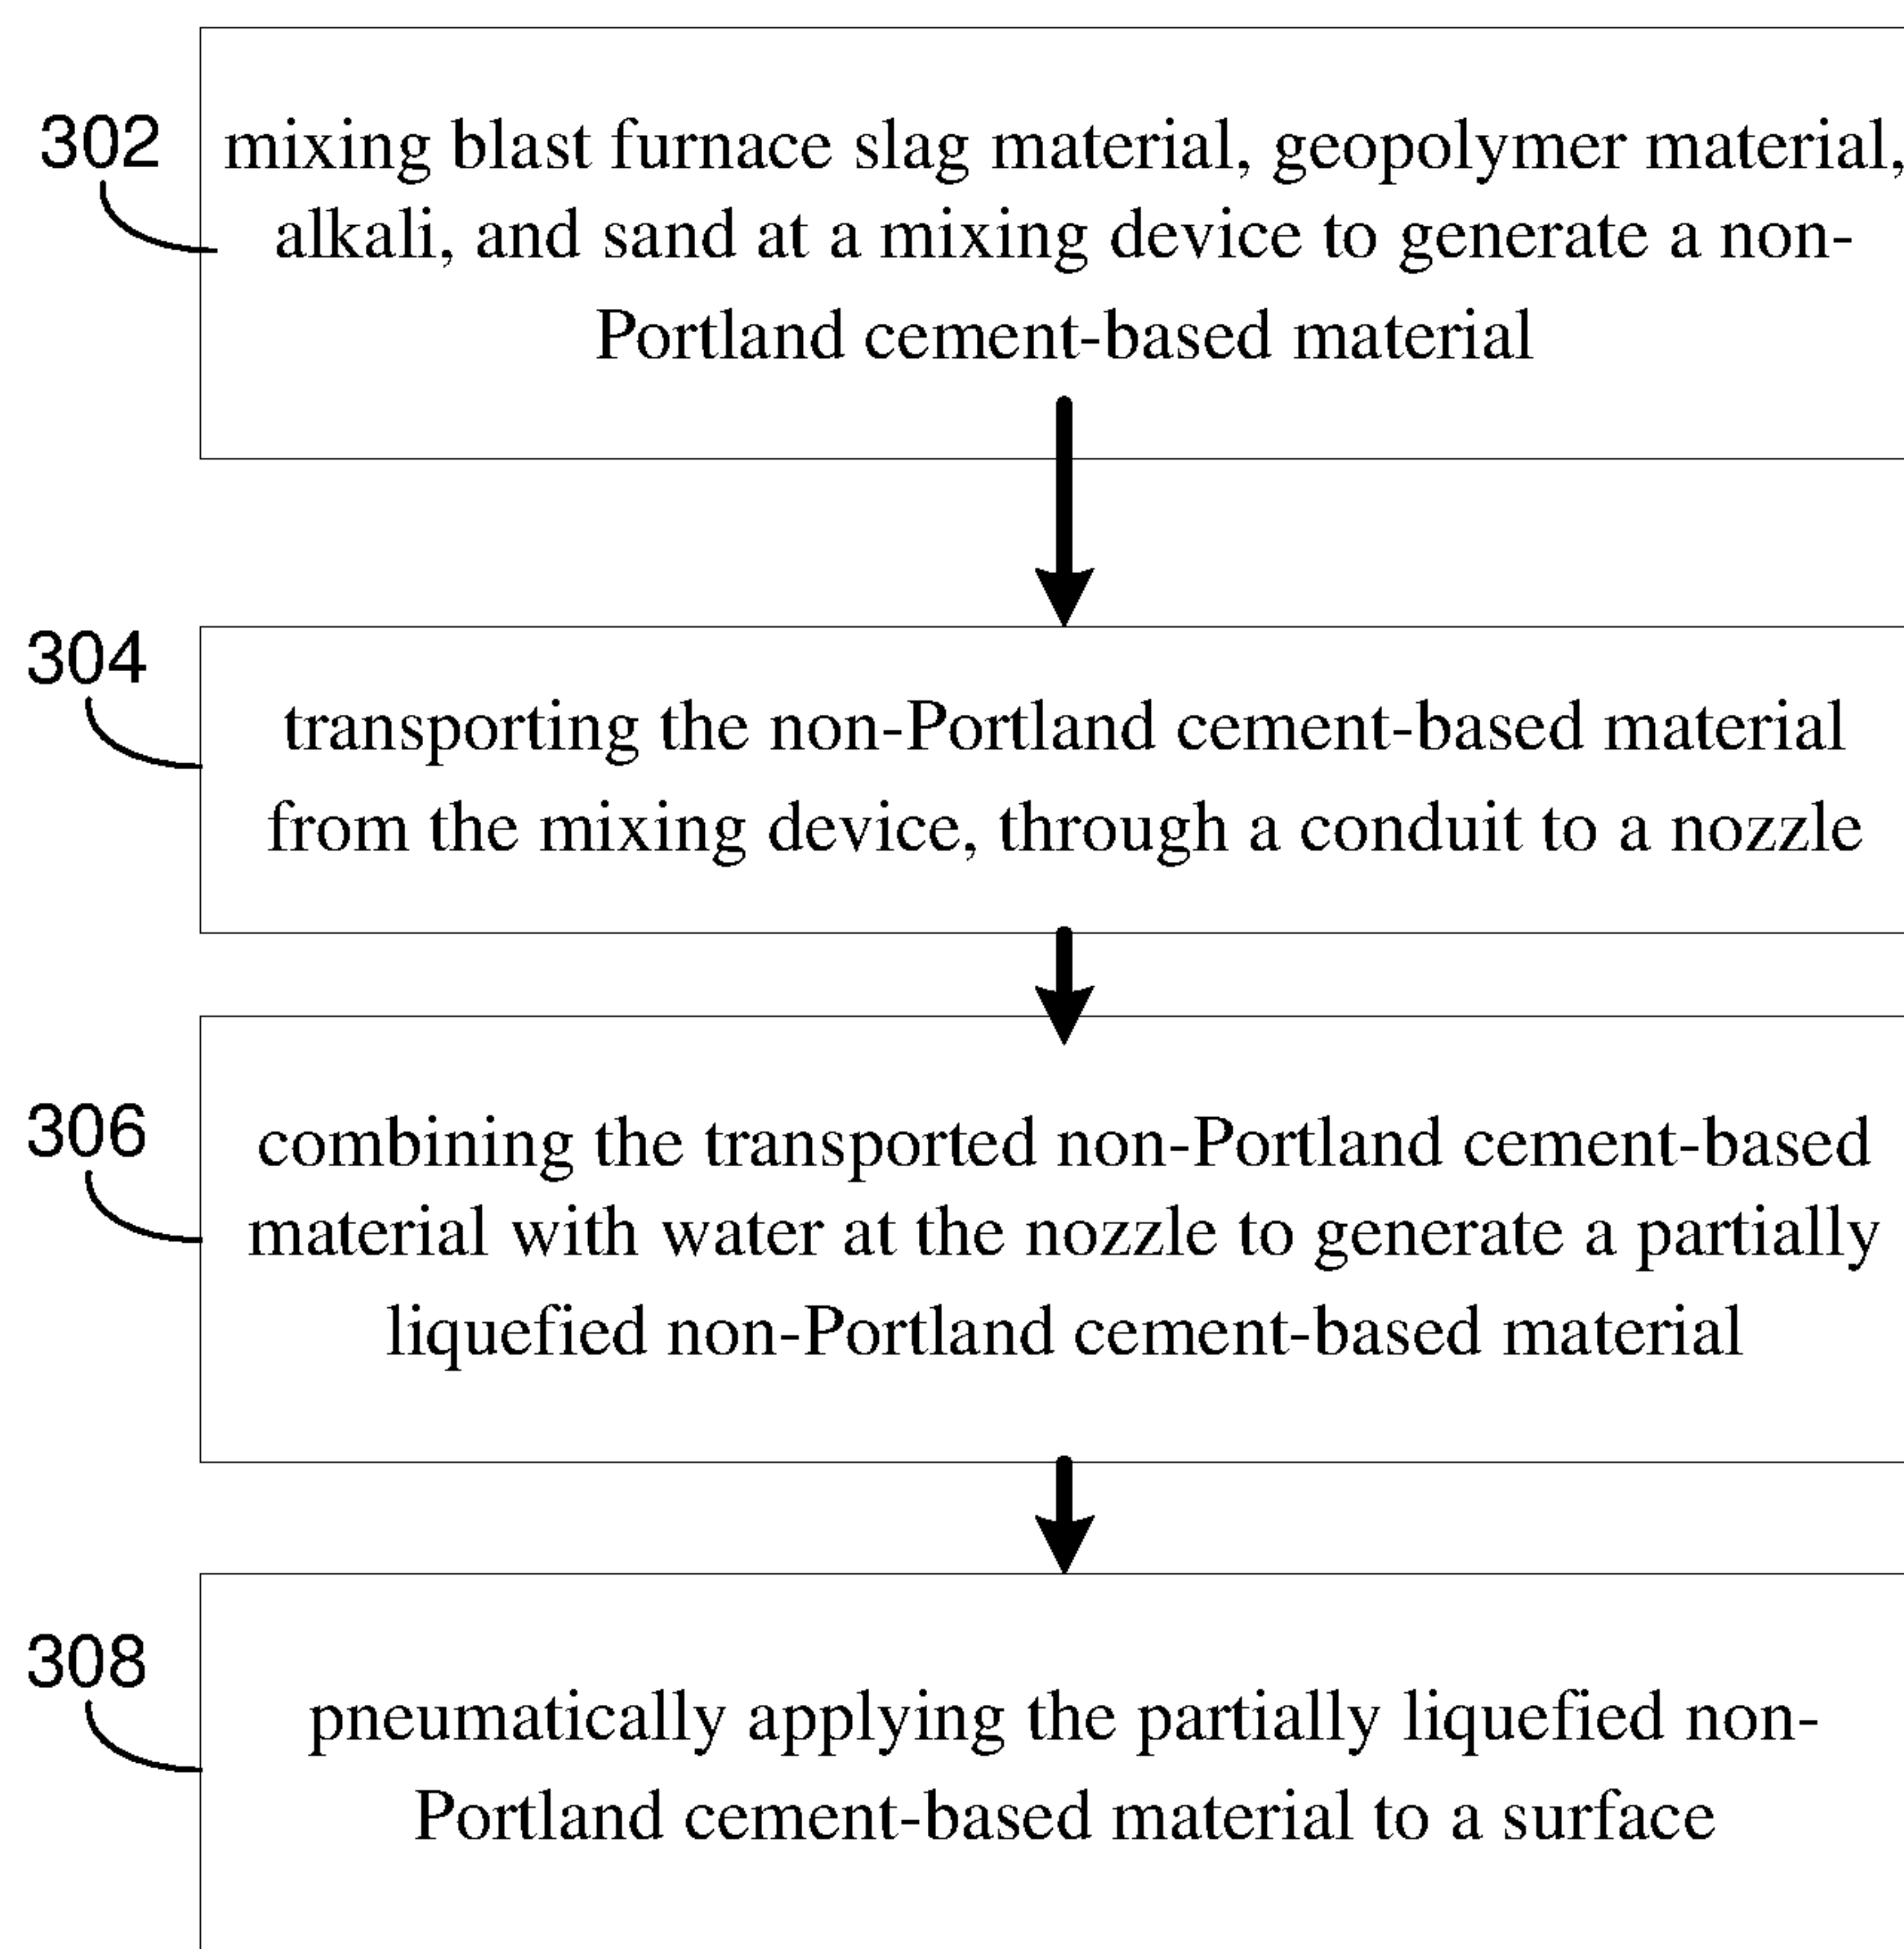 302
mixing blast furnace slag material, geopolymer material,
alkali, and sand at a mixing device to generate a non-
Portland cement-based material
304
transporting the non-Portland cement-based material
from the mixing device, through a conduit to a nozzle
306
combining the transported non-Portland cement-based
material with water at the nozzle to generate a partially
liquefied non-Portland cement-based material
308
pneumatically applying the partially liquefied non-
Portland cement-based material to a surface